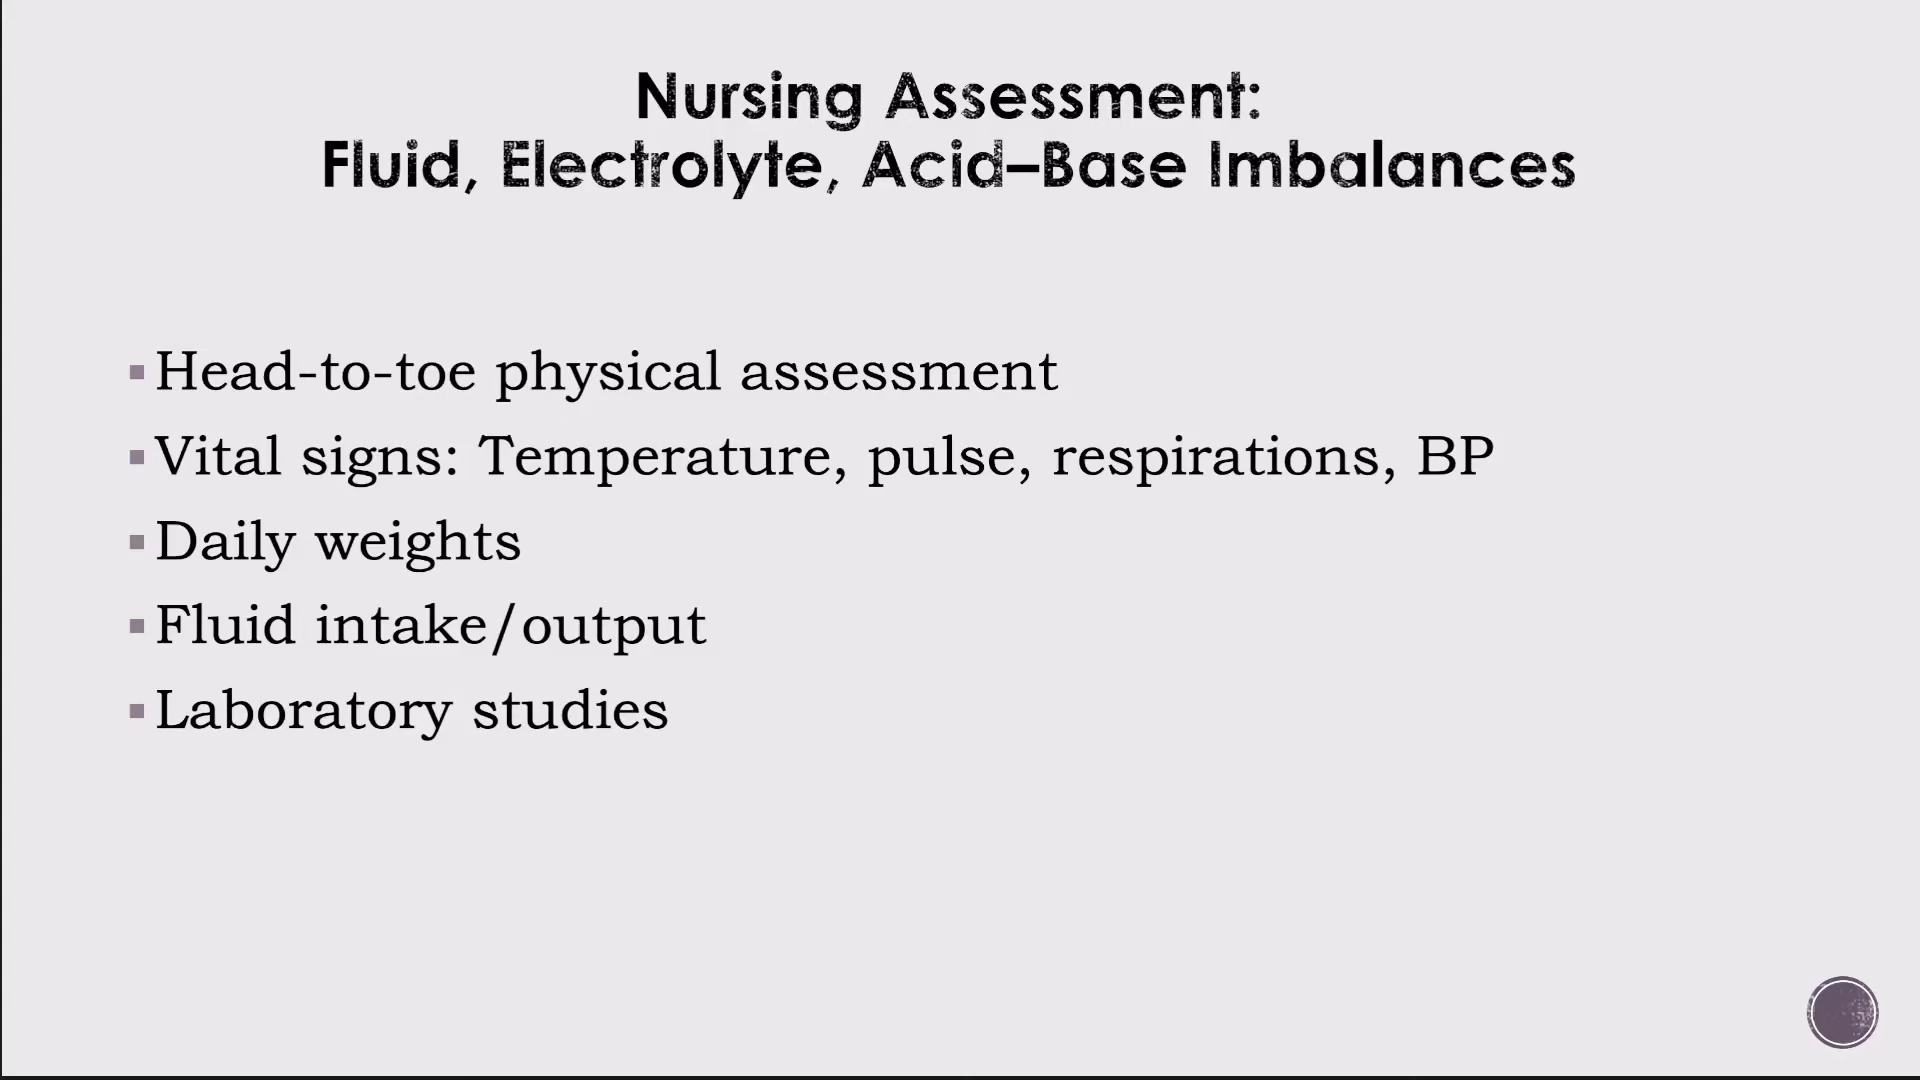 Nursing Assessment:
Fluid, Electrolyte, Acid–Base Imbalances
Head-to-toe physical assessment
Vital signs: Temperature, pulse, respirations, BP
Daily weights
Fluid intake/output
Laboratory studies